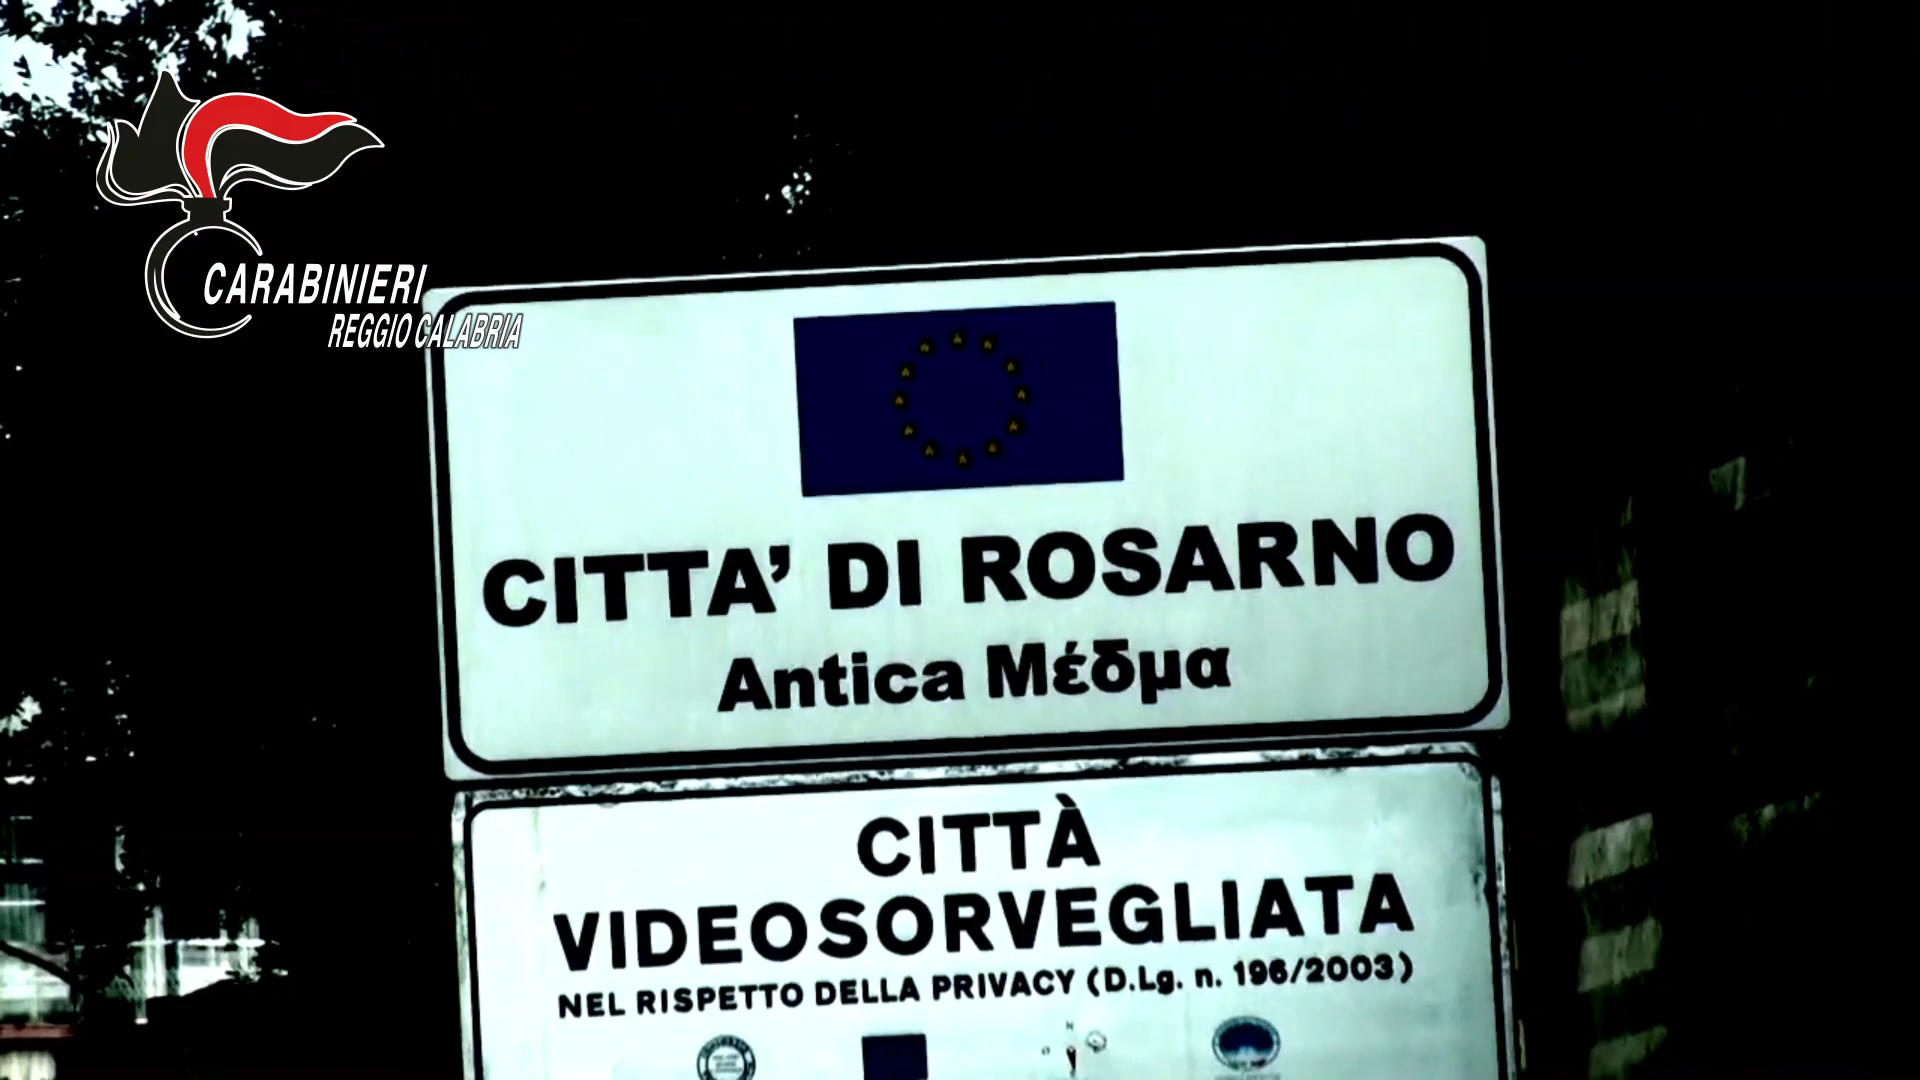 CARABINIERI
REGGIO CALABRIA
CITTA' DI ROSARNO
Antica Μέδμα
CITTÀ
VIDEOSORVEGLIATA
NEL RISPETTO DELLA PRIVACY (D.Lg. n. 196/2003)
N
O